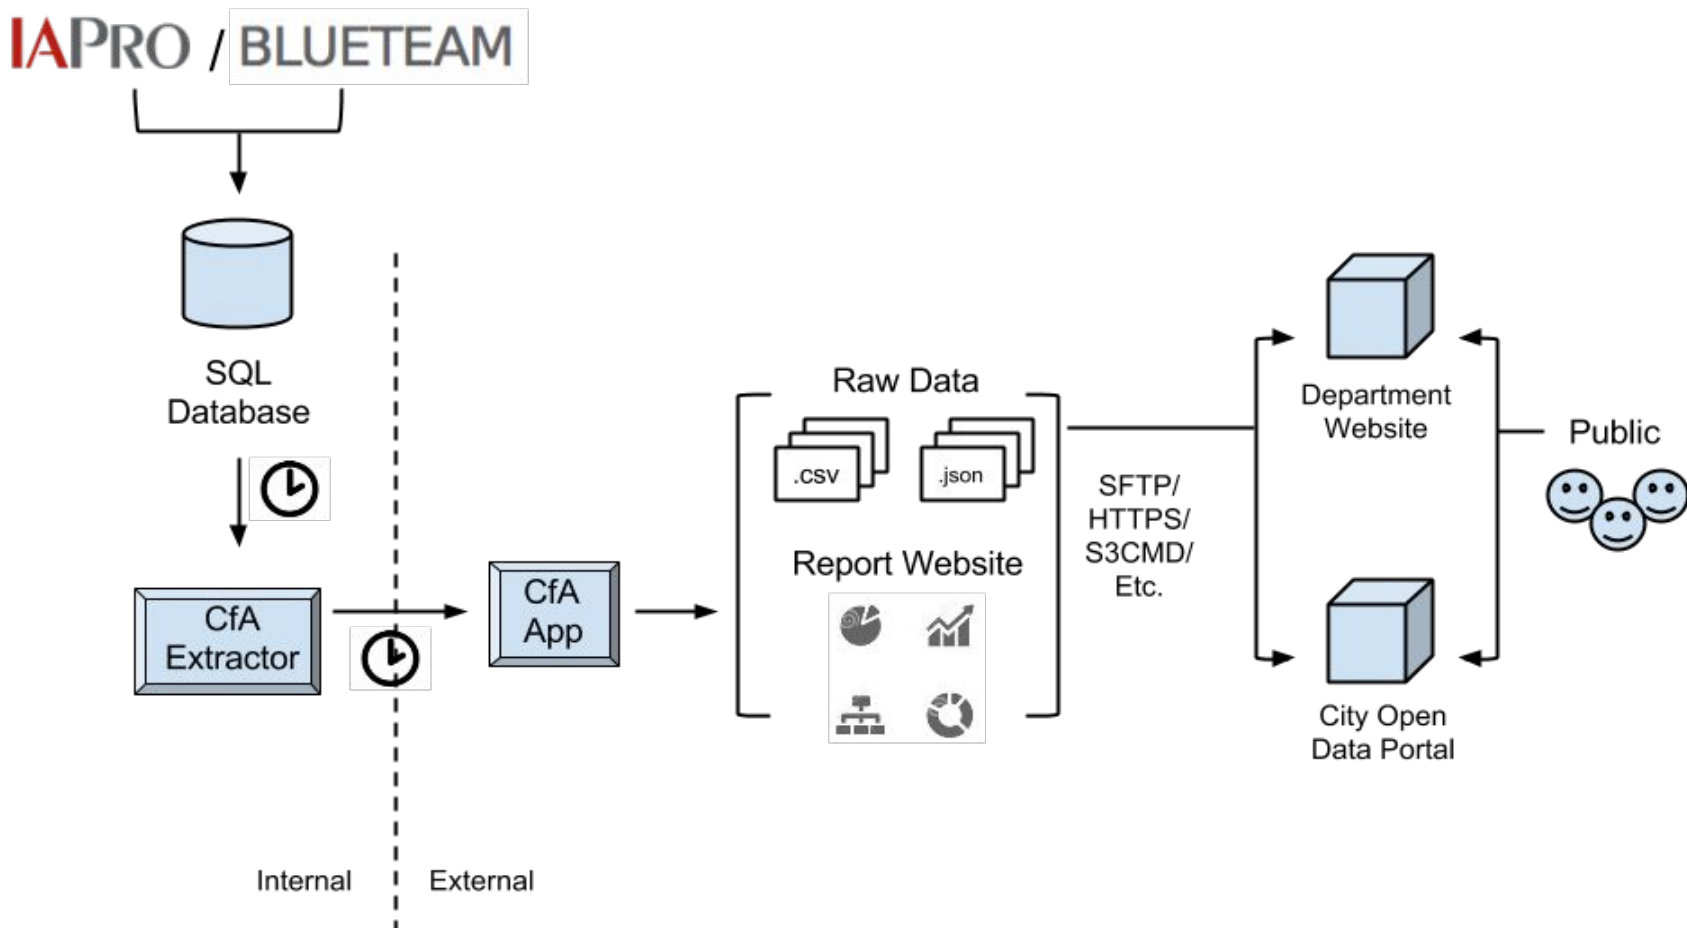 IAPRO / BLUETEAM
SQL
Database
CfA
Extractor
Internal
External
CfA
App
Raw Data
.csv
.json
Report Website
SFTP/
HTTPS/
S3CMD/
Etc.
Department
Website
City Open
Data Portal
Public